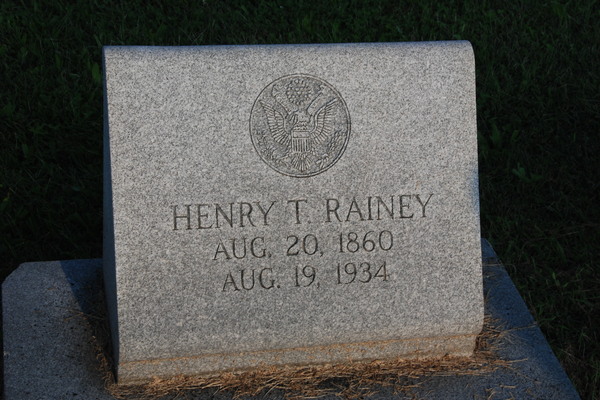 HENRY T. RAINEY
AUG. 20, 1860
AUG. 19, 1934